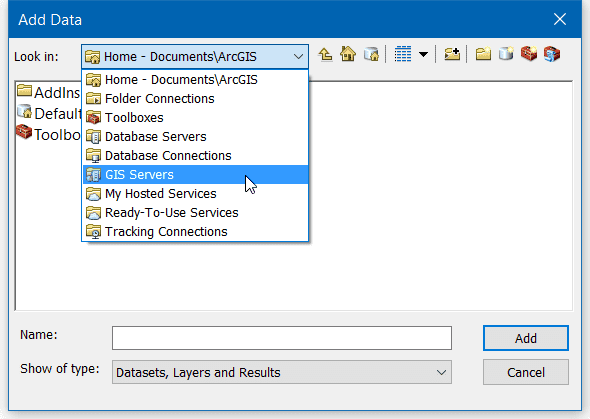 Add Data
Look in: Home - Documents\ArcGIS
Home - Documents\ArcGIS
Folder Connections
Toolboxes
Database Servers
Database Connections
GIS Servers
My Hosted Services
Ready-To-Use Services
Tracking Connections
AddIns
Default
Toolbo
Name:
Add
Show of type: Datasets, Layers and Results
Cancel